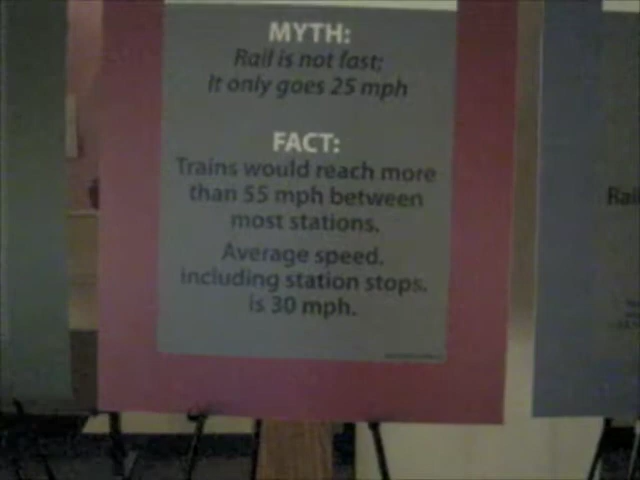 MYTH:
Rail is not fast;
It only goes 25 mph
FACT:
Trains would reach more
than 55 mph between
most stations.
Average speed,
including station stops,
is 30 mph.
Rail